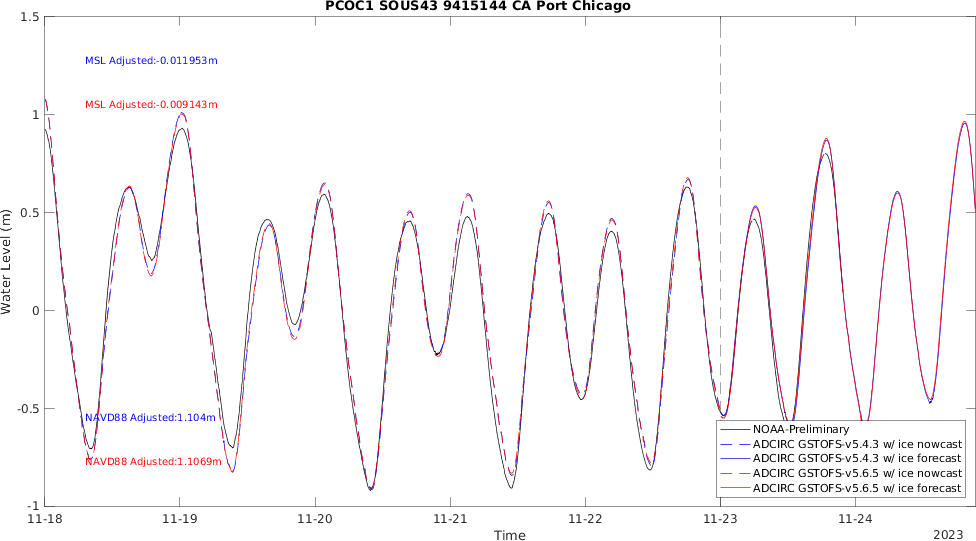 PCOC1 SOUS43 9415144 CA Port Chicago
1.5
MSL Adjusted:-0.011953m
MSL Adjusted:-0.009143m
1
0.5
Water Level (m)
0
-0.5
NAVD88 Adjusted:1.104m
NAVD88 Adjusted:1.1069m
-1
NOAA-Preliminary
ADCIRC GSTOFS-v5.4.3 w/ ice nowcast
ADCIRC GSTOFS-v5.4.3 w/ ice forecast
ADCIRC GSTOFS-v5.6.5 w/ ice nowcast
ADCIRC GSTOFS-v5.6.5 w/ ice forecast
11-18 11-19 11-20 11-21 11-22 11-23 11-24
Time
2023